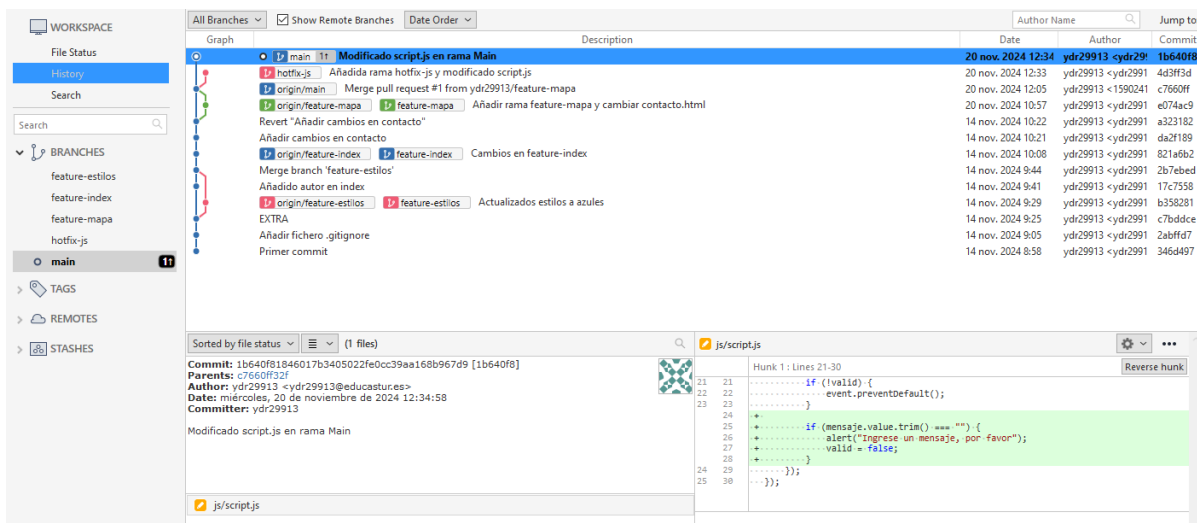 WORKSPACE
File Status
History
Search
Search
BRANCHES
feature-estilos
feature-index
feature-mapa
hotfix-js
main 1↑
TAGS
REMOTES
STASHES
All Branches Show Remote Branches Date Order Author Name Jump to
Graph Description Date Author Commit
main 1↑ Modificado script.js en rama Main 20 nov. 2024 12:34 ydr29913 <ydr299 1b640f8
hotfix-js Añadida rama hotfix-js y modificado script.js 20 nov. 2024 12:33 ydr29913 <ydr2991 4d3ff3d
origin/main Merge pull request #1 from ydr29913/feature-mapa 20 nov. 2024 12:05 ydr29913 <1590241 c7660ff
origin/feature-mapa feature-mapa Añadir rama feature-mapa y cambiar contacto.html 20 nov. 2024 10:57 ydr29913 <ydr2991 e074ac9
Revert "Añadir cambios en contacto" 14 nov. 2024 10:22 ydr29913 <ydr2991 a323182
Añadir cambios en contacto 14 nov. 2024 10:21 ydr29913 <ydr2991 da2f189
origin/feature-index feature-index Cambios en feature-index 14 nov. 2024 10:08 ydr29913 <ydr2991 821a6b2
Merge branch 'feature-estilos' 14 nov. 2024 9:44 ydr29913 <ydr2991 2b7ebed
Añadido autor en index 14 nov. 2024 9:41 ydr29913 <ydr2991 17c7558
origin/feature-estilos feature-estilos Actualizados estilos a azules 14 nov. 2024 9:29 ydr29913 <ydr2991 b358281
EXTRA 14 nov. 2024 9:25 ydr29913 <ydr2991 c7bddce
Añadir fichero .gitignore 14 nov. 2024 9:05 ydr29913 <ydr2991 2abffd7
Primer commit 14 nov. 2024 8:58 ydr29913 <ydr2991 346d497
Sorted by file status (1 files)
Commit: 1b640f81846017b3405022fe0cc39aa168b967d9 [1b640f8]
Parents: c7660ff32f
Author: ydr29913 <ydr29913@educastur.es>
Date: miércoles, 20 de noviembre de 2024 12:34:58
Committer: ydr29913
Modificado script.js en rama Main
js/script.js
js/script.js
Hunk 1 : Lines 21-30 Reverse hunk
21 21 if (!valid) {
22 22 event.preventDefault();
23 23 }
24 +
25 + if (mensaje.value.trim() === "") {
26 + alert("Ingrese un mensaje, por favor");
27 + valid = false;
28 + }
24 29 });
25 30 });